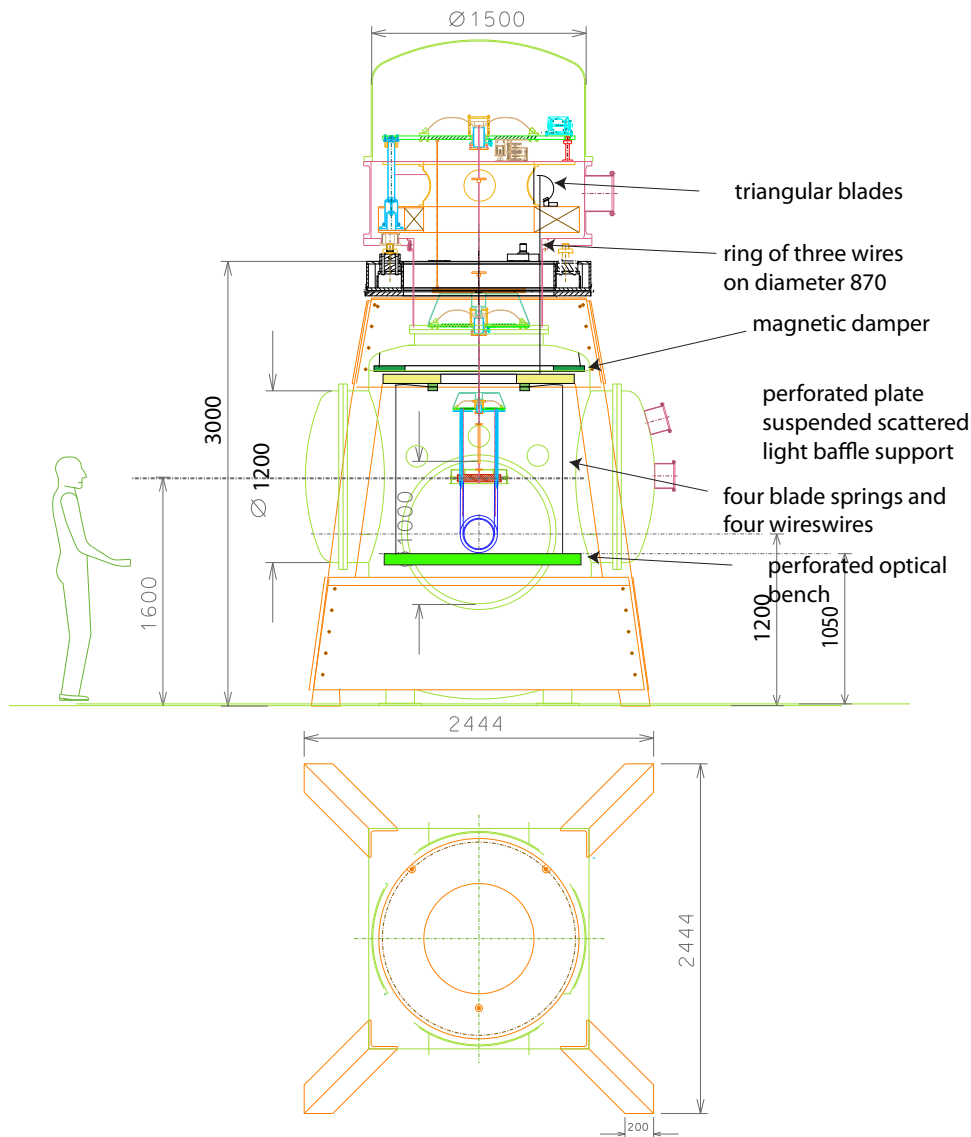 Ø1500
triangular blades
ring of three wires
on diameter 870
magnetic damper
perforated plate
suspended scattered
light baffle support
four blade springs and
four wireswires
perforated optical
bench
3000
Ø 1200
Ø1000
1600
1200
1050
2444
2444
200